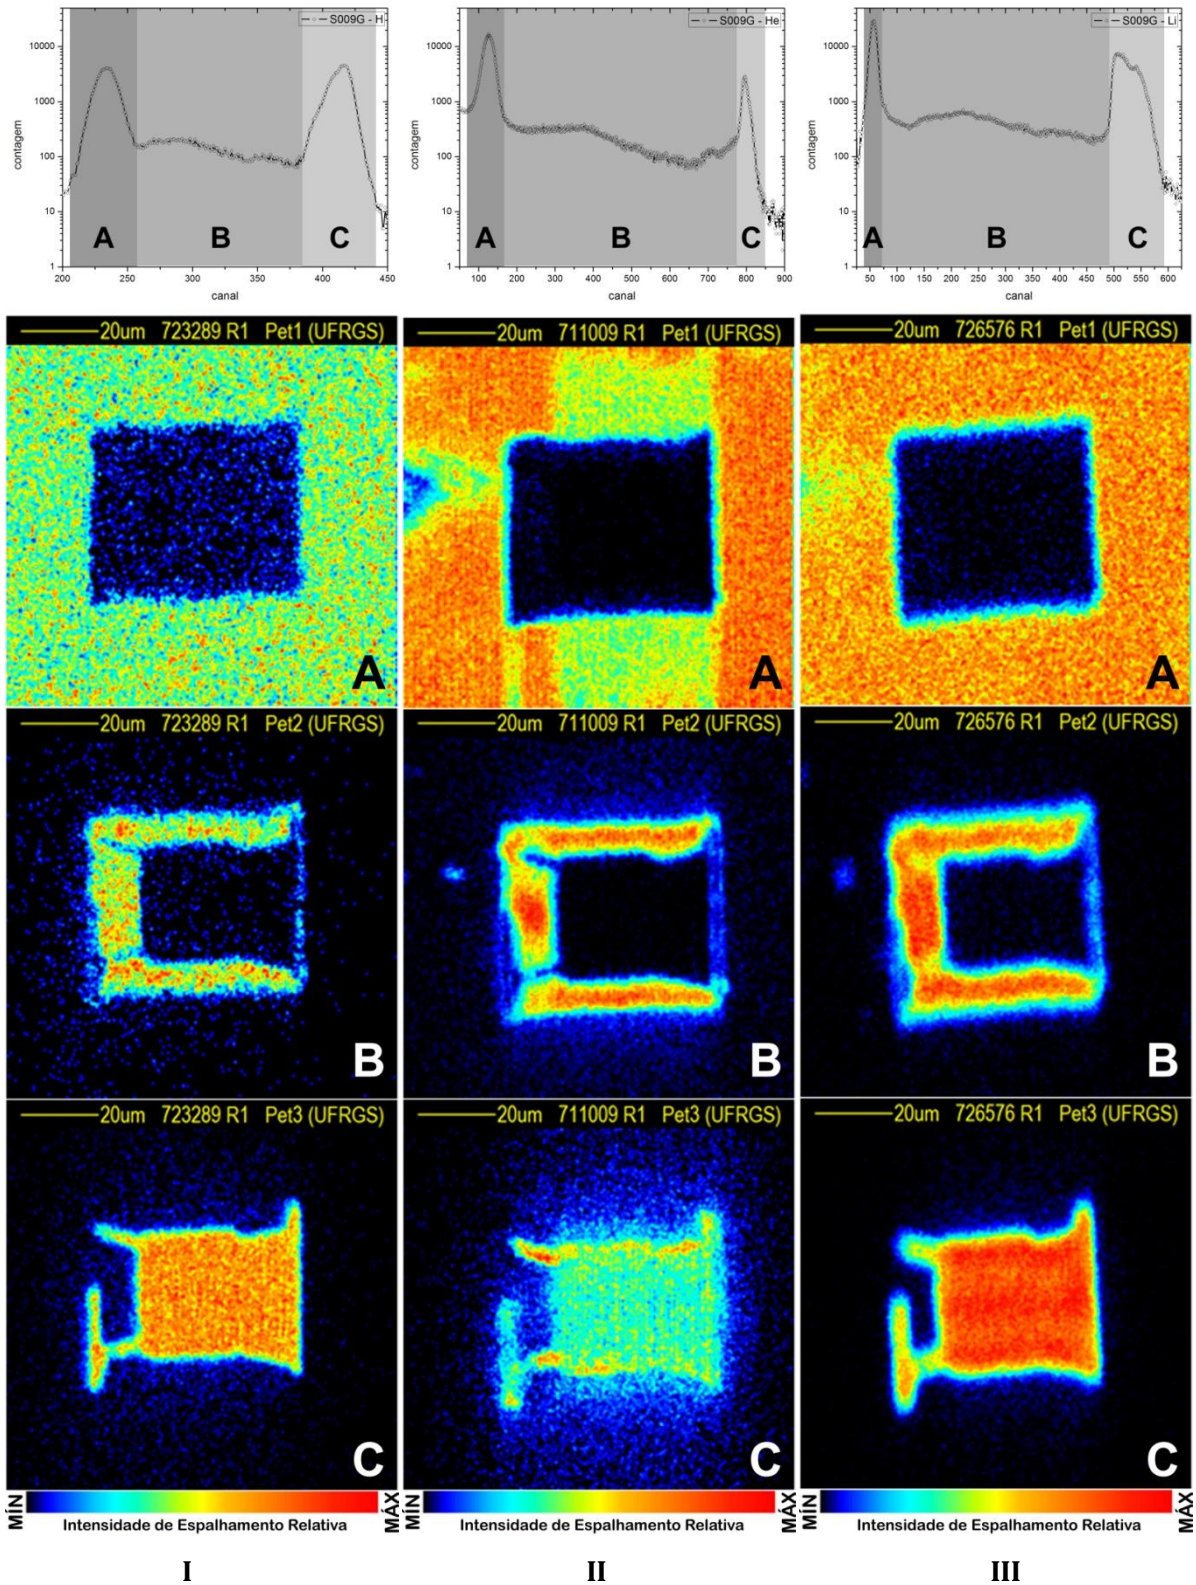 S009G - H
S009G - He
S009G - Li
contagem
10000
1000
100
10
1
A B C
200 250 300 350 400 450
canal
contagem
10000
1000
100
10
1
A B C
100 200 300 400 500 600 700 800 900
canal
contagem
10000
1000
100
10
1
A B C
50 100 150 200 250 300 350 400 450 500 550 600
canal
20um 723289 R1 Pet1 (UFRGS)
A
20um 711009 R1 Pet1 (UFRGS)
A
20um 726576 R1 Pet1 (UFRGS)
A
20um 723289 R1 Pet2 (UFRGS)
B
20um 711009 R1 Pet2 (UFRGS)
B
20um 726576 R1 Pet2 (UFRGS)
B
20um 723289 R1 Pet3 (UFRGS)
C
20um 711009 R1 Pet3 (UFRGS)
C
20um 726576 R1 Pet3 (UFRGS)
C
MÍN
MÁX
Intensidade de Espalhamento Relativa
MÍN
MÁX
Intensidade de Espalhamento Relativa
MÍN
MÁX
Intensidade de Espalhamento Relativa
I
II
III